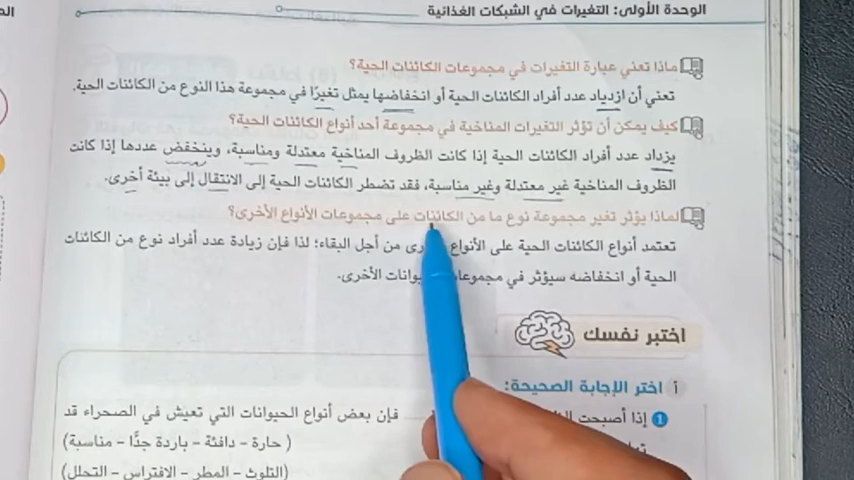 الوحدة الأولى: التغيرات في الشبكات الغذائية
ماذا تعني عبارة التغيرات في مجموعات الكائنات الحية؟
تعني أن ازدياد عدد أفراد الكائنات الحية أو انخفاضها يمثل تغيرًا في مجموعة هذا النوع من الكائنات الحية.
كيف يمكن أن تؤثر التغيرات المناخية في مجموعة أحد أنواع الكائنات الحية؟
يزداد عدد أفراد الكائنات الحية إذا كانت الظروف المناخية معتدلة ومناسبة، وينخفض عددها إذا كانت
الظروف المناخية غير معتدلة وغير مناسبة، فقد تضطر الكائنات الحية إلى الانتقال إلى بيئة أخرى.
لماذا يؤثر تغير مجموعة نوع ما من الكائنات على مجموعات الأنواع الأخرى؟
تعتمد أنواع الكائنات الحية على الأنواع من أجل البقاء؛ لذا فإن زيادة عدد أفراد نوع من الكائنات
الحية أو انخفاضه سيؤثر في الأخرى.
اختبر نفسك
أ اختر الإجابة الصحيحة:
1 إذا أصبحت فإن بعض أنواع الحيوانات التي تعيش في الصحراء قد
(حارة - دافئة - باردة جدًّا - مناسبة)
(التلوث - المطر - الافتراس - التحلل)